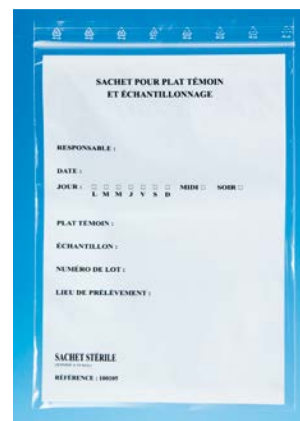 SACHET POUR PLAT TÉMOIN
ET ÉCHANTILLONNAGE
RESPONSABLE :
DATE :
JOUR : □ □ □ □ □ □ □ MIDI □ SOIR □
L M M J V S D
PLAT TÉMOIN :
ÉCHANTILLON :
NUMÉRO DE LOT :
LIEU DE PRÉLÈVEMENT :
SACHET STÉRILE
RÉFÉRENCE : 100105